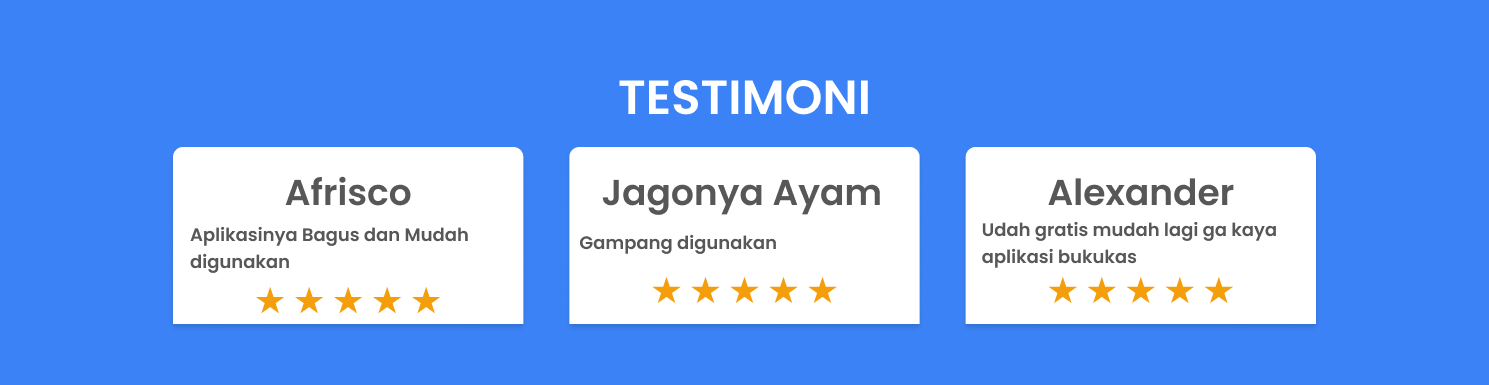 TESTIMONI
Afrisco
Aplikasinya Bagus dan Mudah
digunakan
Jagonya Ayam
Gampang digunakan
Alexander
Udah gratis mudah lagi ga kaya
aplikasi bukukas